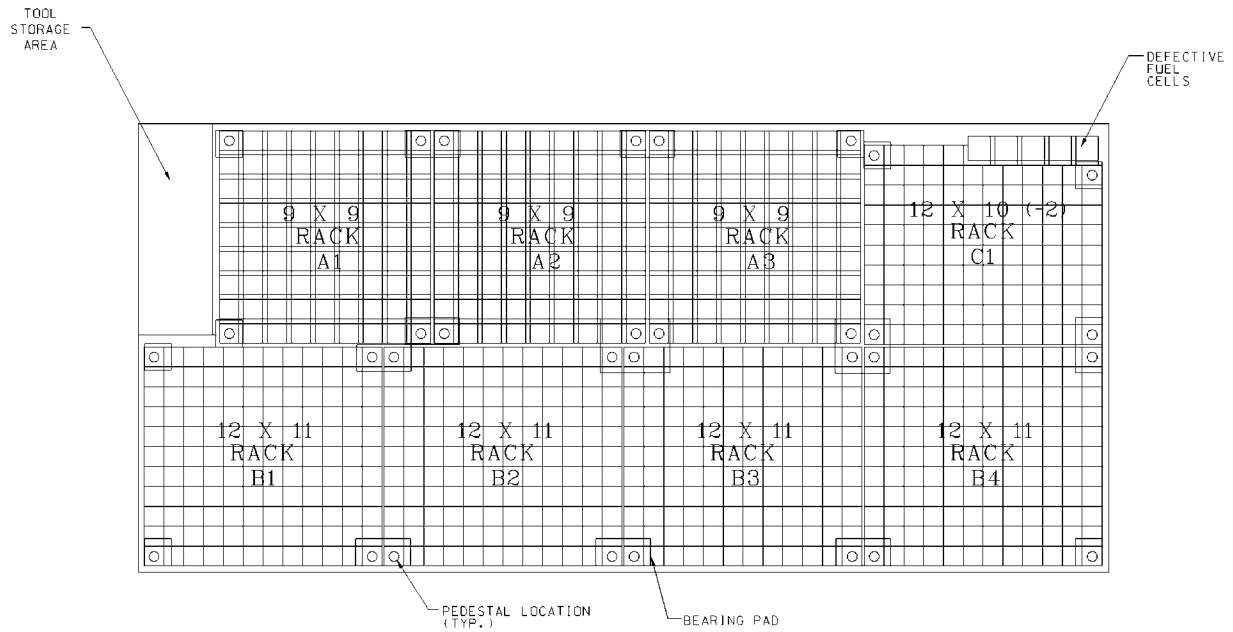 TOOL
STORAGE
AREA
DEFECTIVE
FUEL
CELLS
9 X 9
RACK
A1
9 X 9
RACK
A2
9 X 9
RACK
A3
12 X 10 (-2)
RACK
C1
12 X 11
RACK
B1
12 X 11
RACK
B2
12 X 11
RACK
B3
12 X 11
RACK
B4
PEDESTAL LOCATION
(TYP.)
BEARING PAD